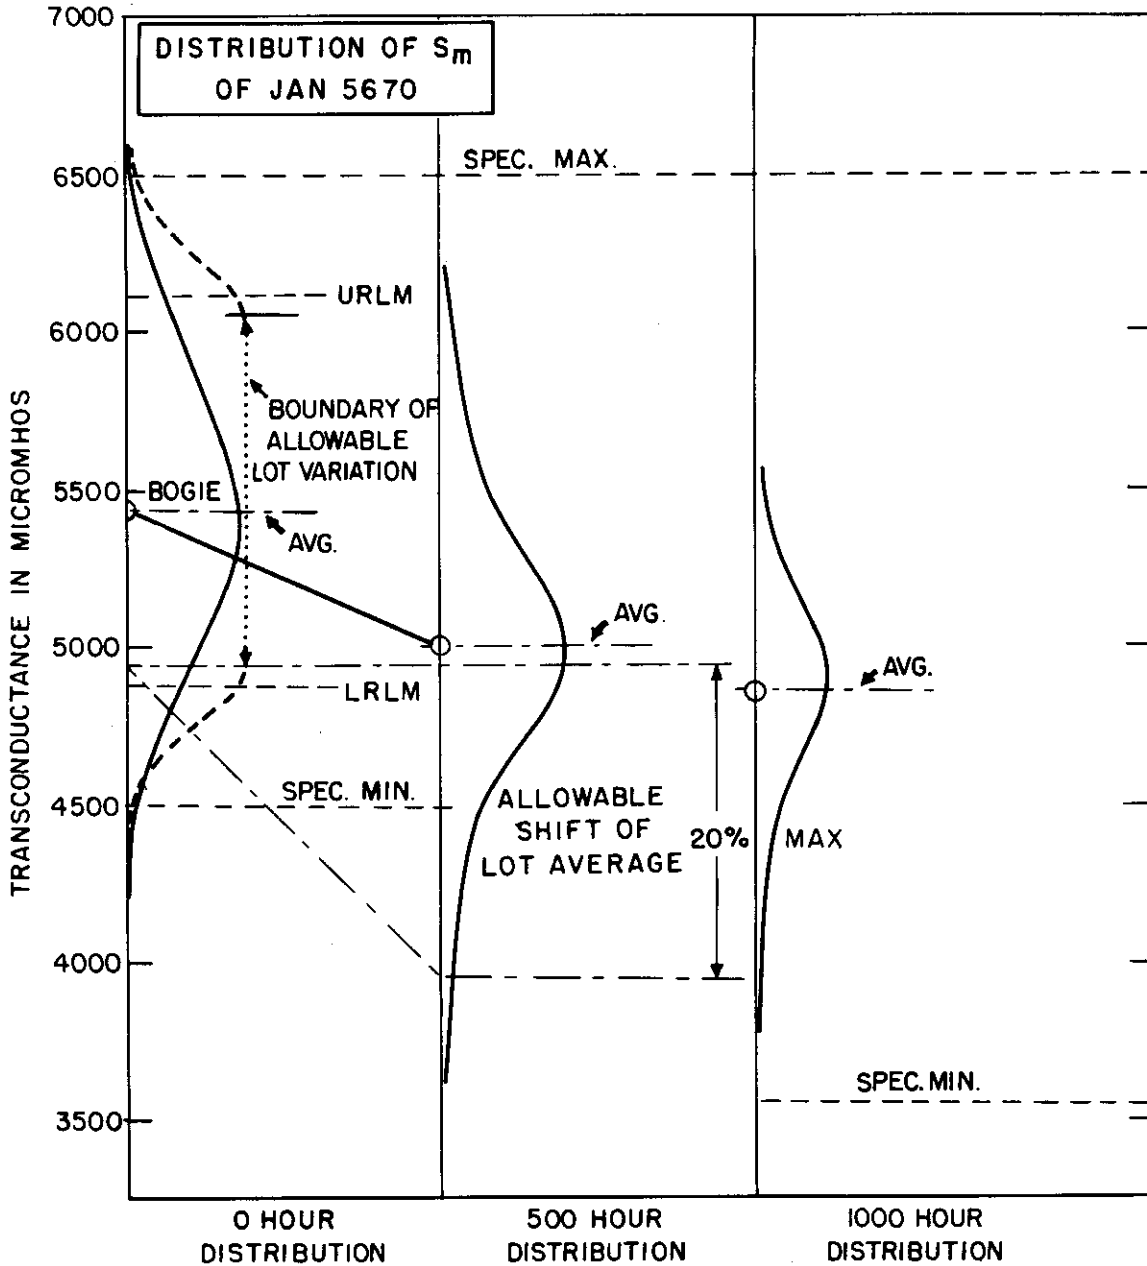 DISTRIBUTION OF Sm
OF JAN 5670
TRANSCONDUCTANCE IN MICROMHOS
7000
6500
6000
5500
5000
4500
4000
3500
SPEC. MAX.
URLM
BOUNDARY OF
ALLOWABLE
LOT VARIATION
BOGIE
AVG.
AVG.
AVG.
LRLM
SPEC. MIN.
ALLOWABLE
SHIFT OF
LOT AVERAGE
20% MAX
SPEC. MIN.
0 HOUR
DISTRIBUTION
500 HOUR
DISTRIBUTION
1000 HOUR
DISTRIBUTION